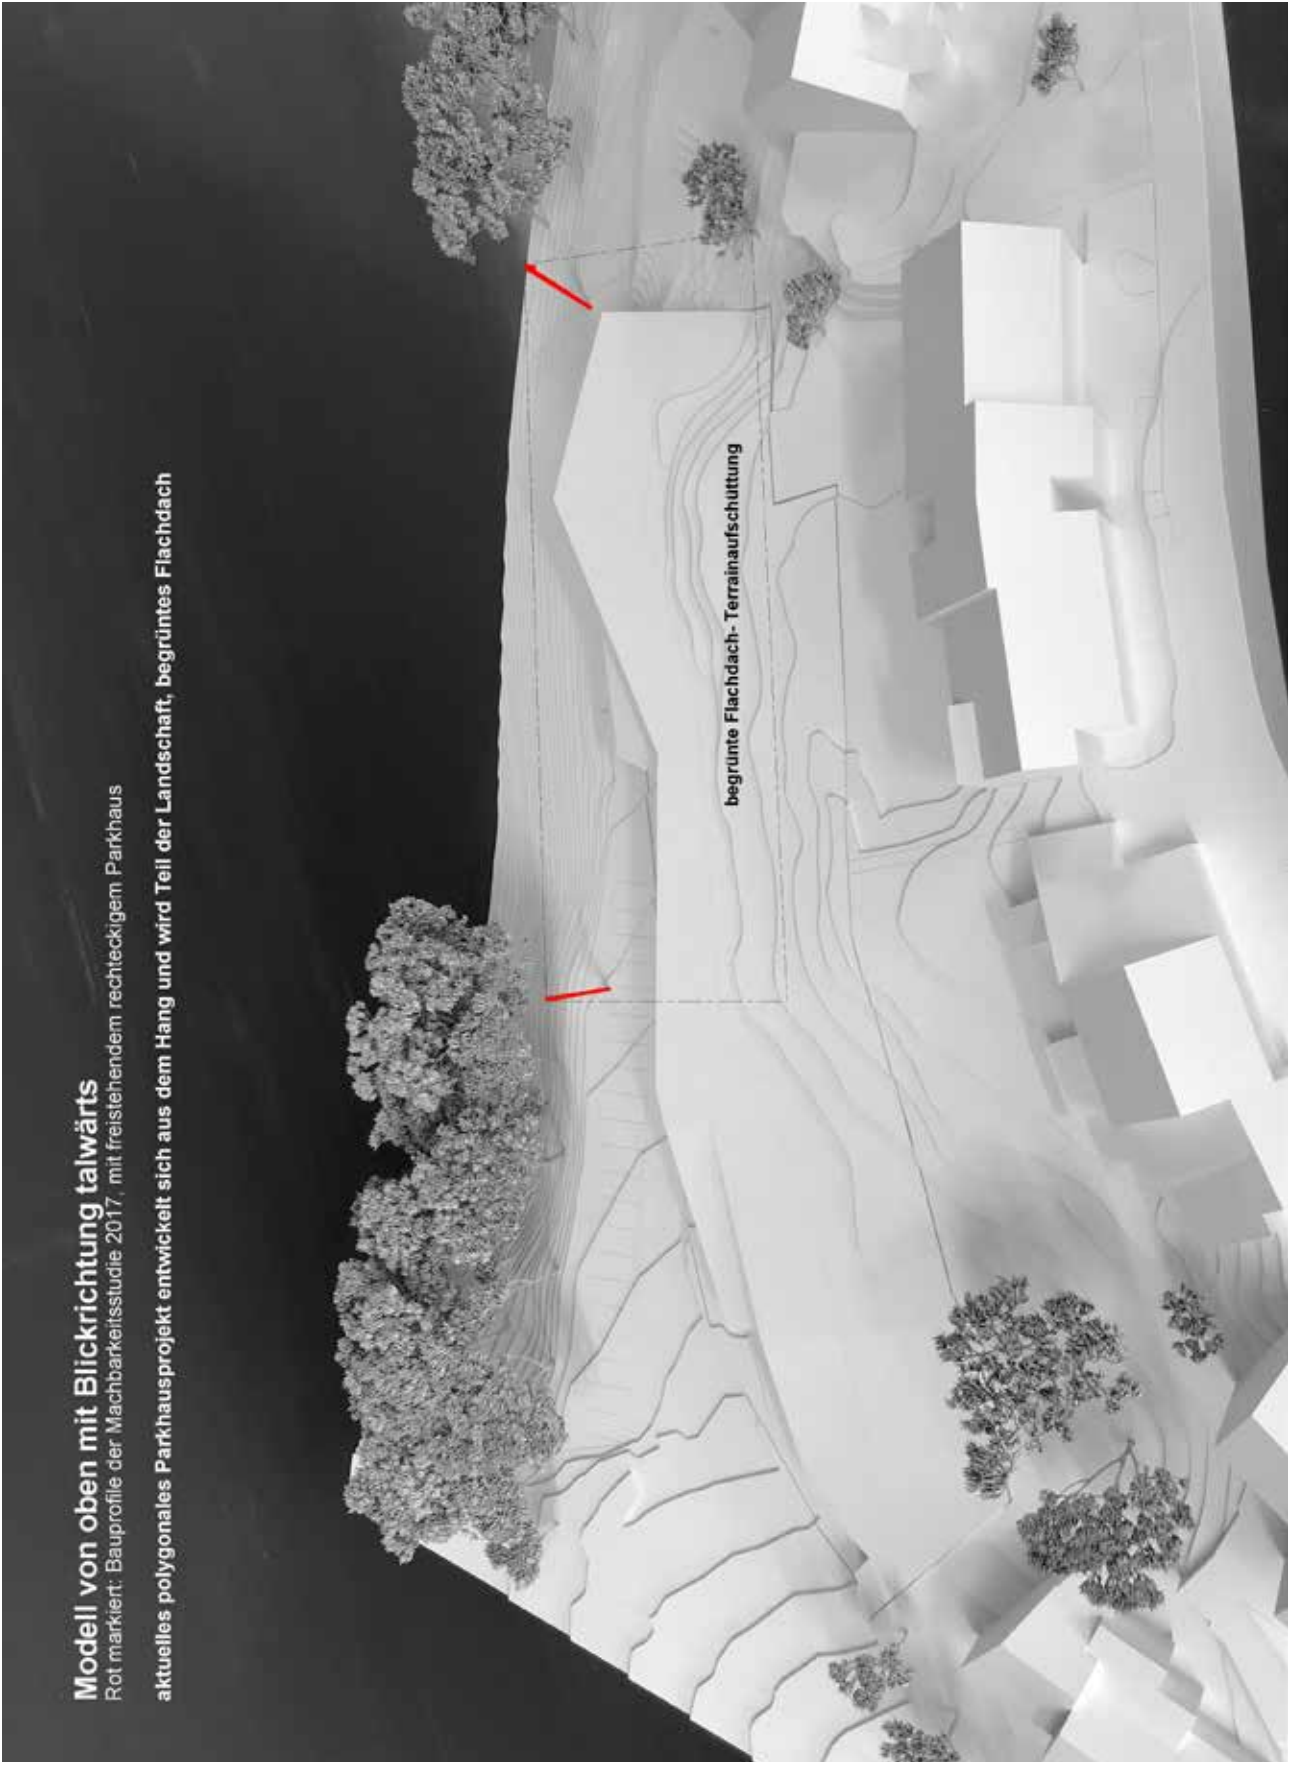 Modell von oben mit Blickrichtung talwärts
Rot markiert: Bauprofile der Machbarkeitsstudie 2017, mit freistehendem rechteckigem Parkhaus
aktuelles polygonales Parkhausprojekt entwickelt sich aus dem Hang und wird Teil der Landschaft, begrüntes Flachdach
begrünte Flachdach- Terrainaufschüttung